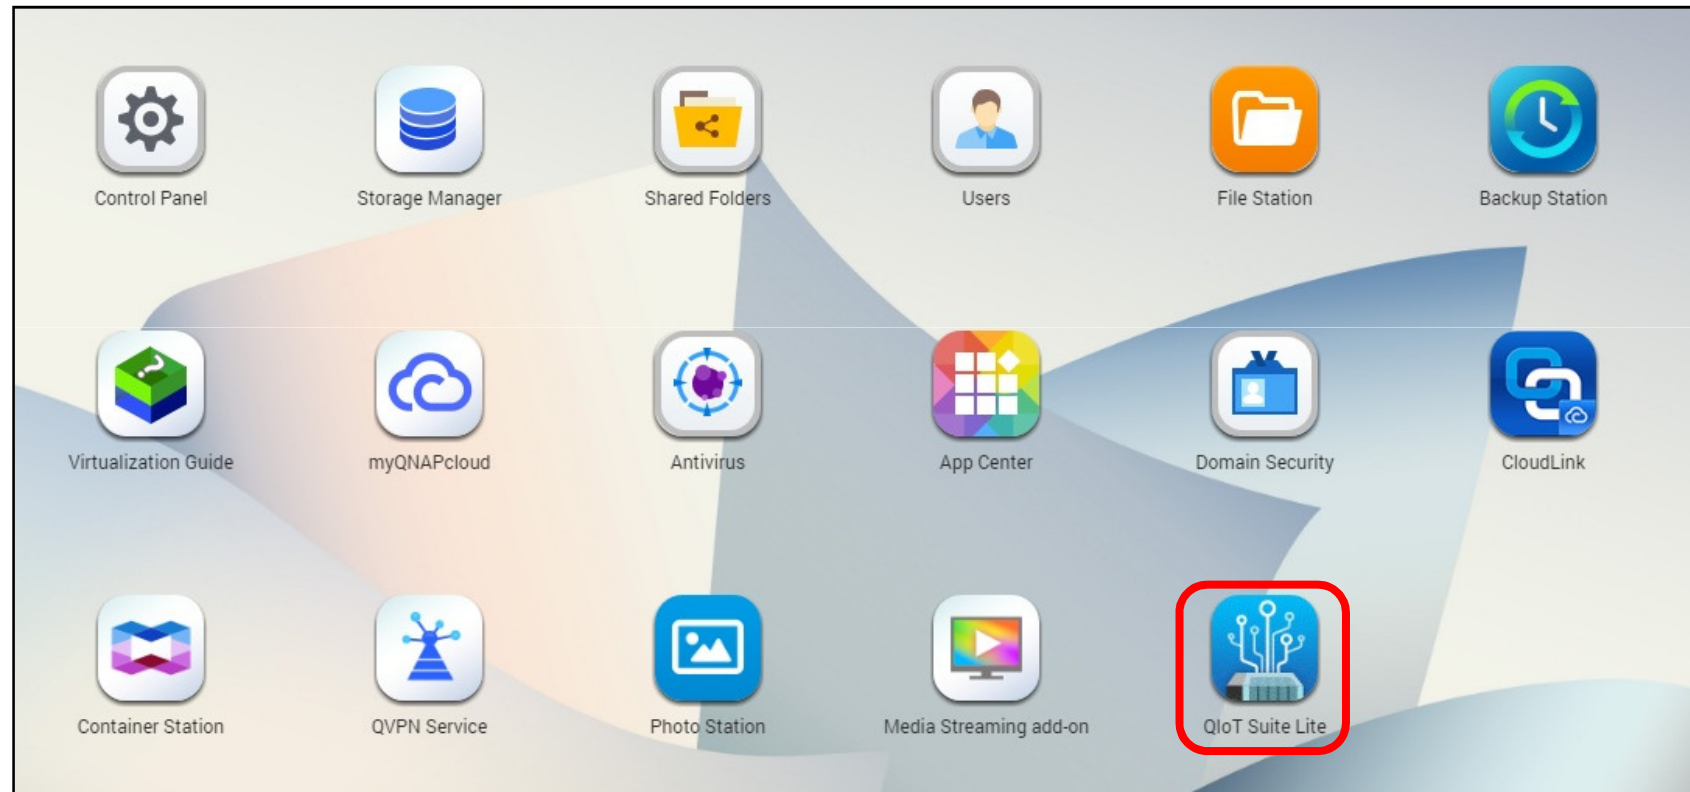 Control Panel
Storage Manager
Shared Folders
Users
File Station
Backup Station
Virtualization Guide
myQNAPcloud
Antivirus
App Center
Domain Security
CloudLink
Container Station
QVPN Service
Photo Station
Media Streaming add-on
QIoT Suite Lite